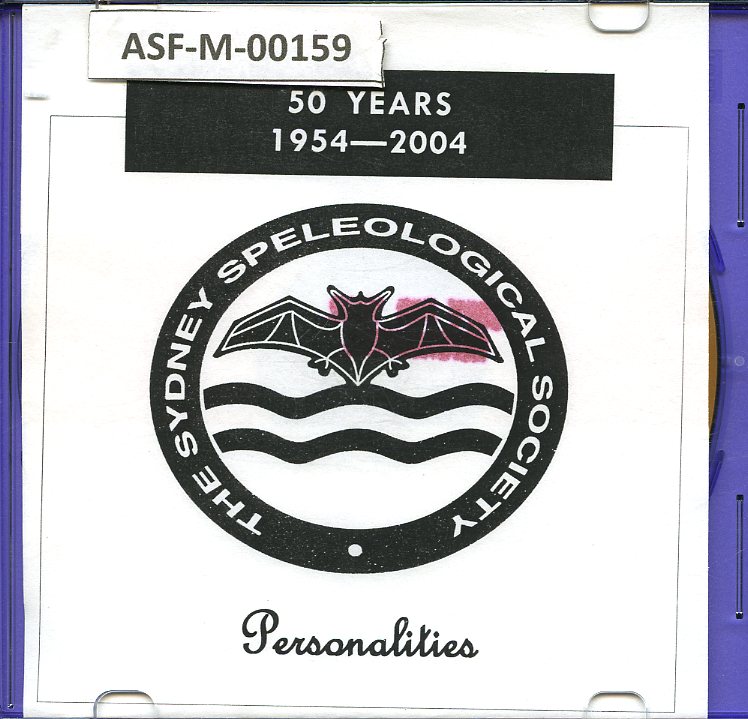 ASF-M-00159
50 YEARS
1954—2004
THE SYDNEY SPELEOLOGICAL SOCIETY
Personalities